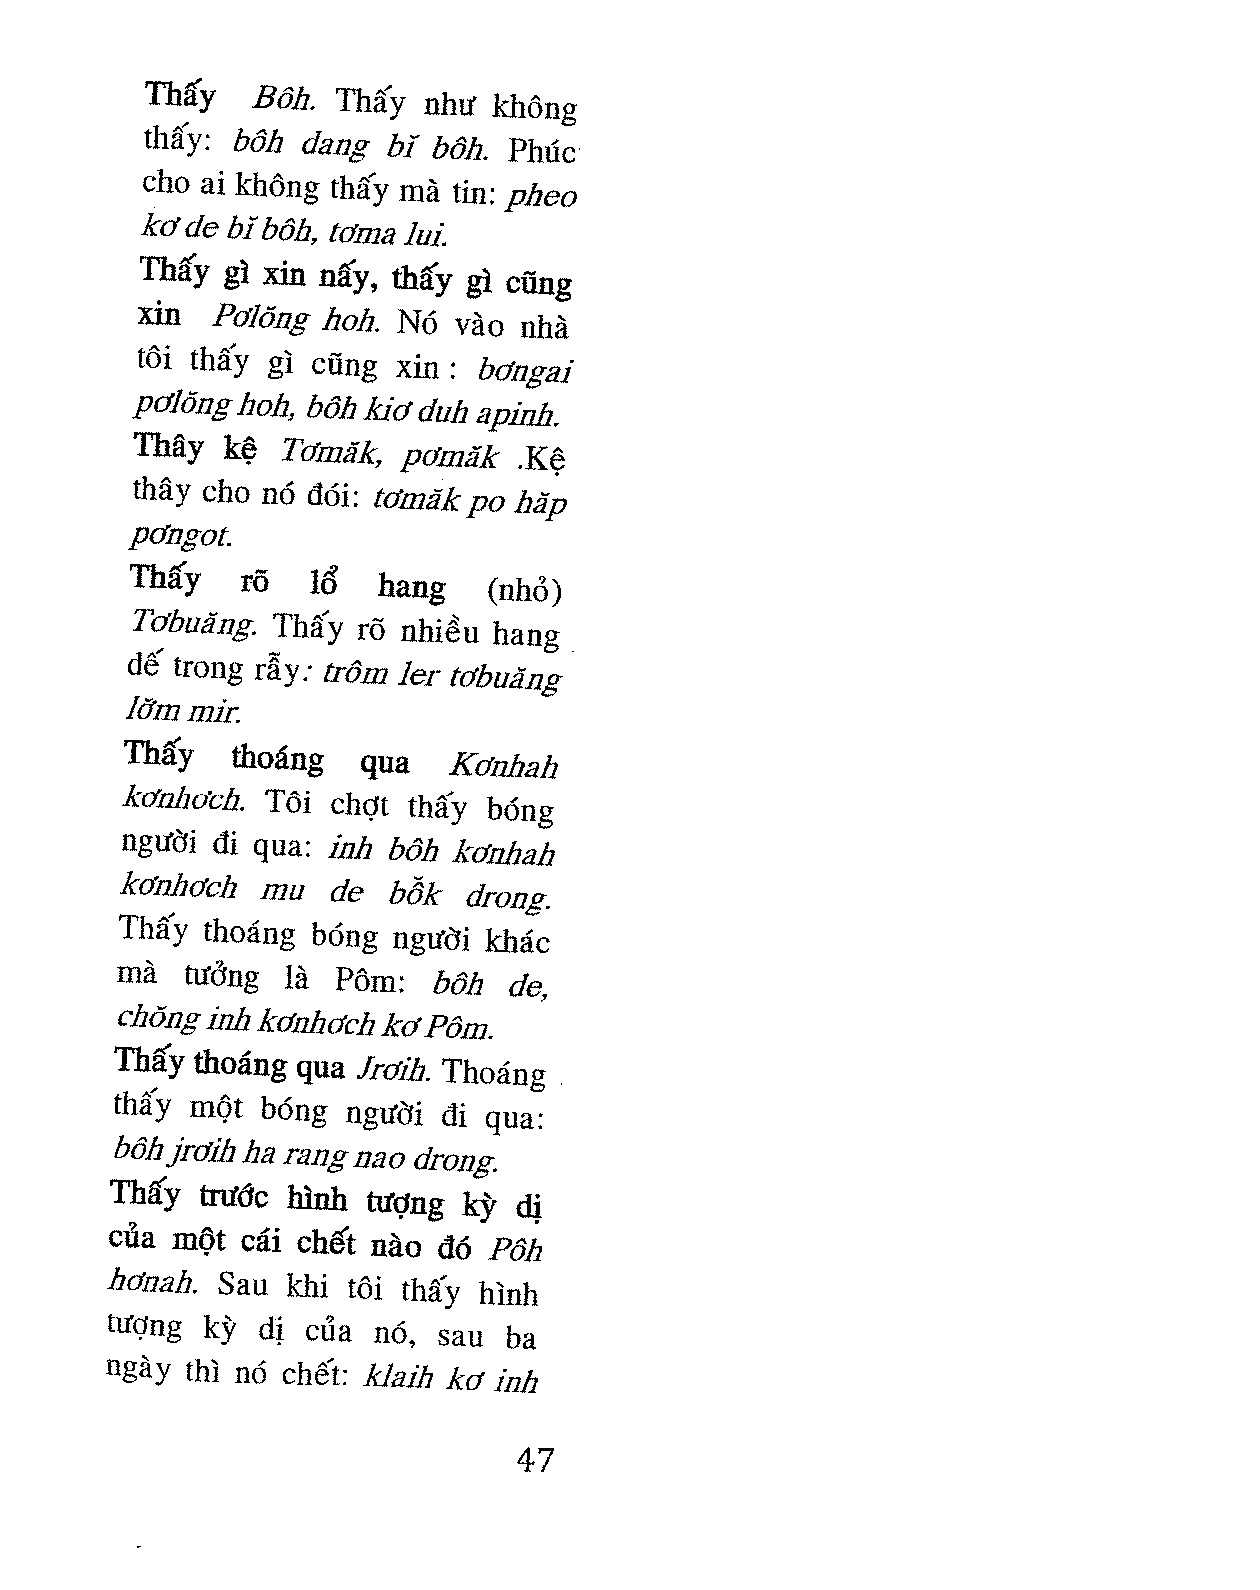 Thấy Bôh. Thấy như không
thấy: bôh dang bĭ bôh. Phúc
cho ai không thấy mà tin: pheo
kơ de bĭ bôh, tơma lui.
Thấy gì xin nấy, thấy gì cũng
xin Pơlŏng hoh. Nó vào nhà
tôi thấy gì cũng xin : bơngai
pơlŏng hoh, bôh kiơ duh apinh.
Thây kệ Tơmăk, pơmăk .Kệ
thây cho nó đói: tơmăk po hăp
pơngot.
Thấy rõ lổ hang (nhỏ)
Tơbuăng. Thấy rõ nhiều hang
dế trong rẫy: trôm ler tơbuăng
lơ̆m mir.
Thấy thoáng qua Kơnhah
kơnhơch. Tôi chợt thấy bóng
người đi qua: inh bôh kơnhah
kơnhơch mu de bô̆k drong.
Thấy thoáng bóng người khác
mà tưởng là Pôm: bôh de,
chŏng inh kơnhơch kơ Pôm.
Thấy thoáng qua Jrơih. Thoáng
thấy một bóng người đi qua:
bôh jrơih ha rang nao drong.
Thấy trước hình tượng kỳ dị
của một cái chết nào đó Pôh
hơnah. Sau khi tôi thấy hình
tượng kỳ dị của nó, sau ba
ngày thì nó chết: klaih kơ inh
47